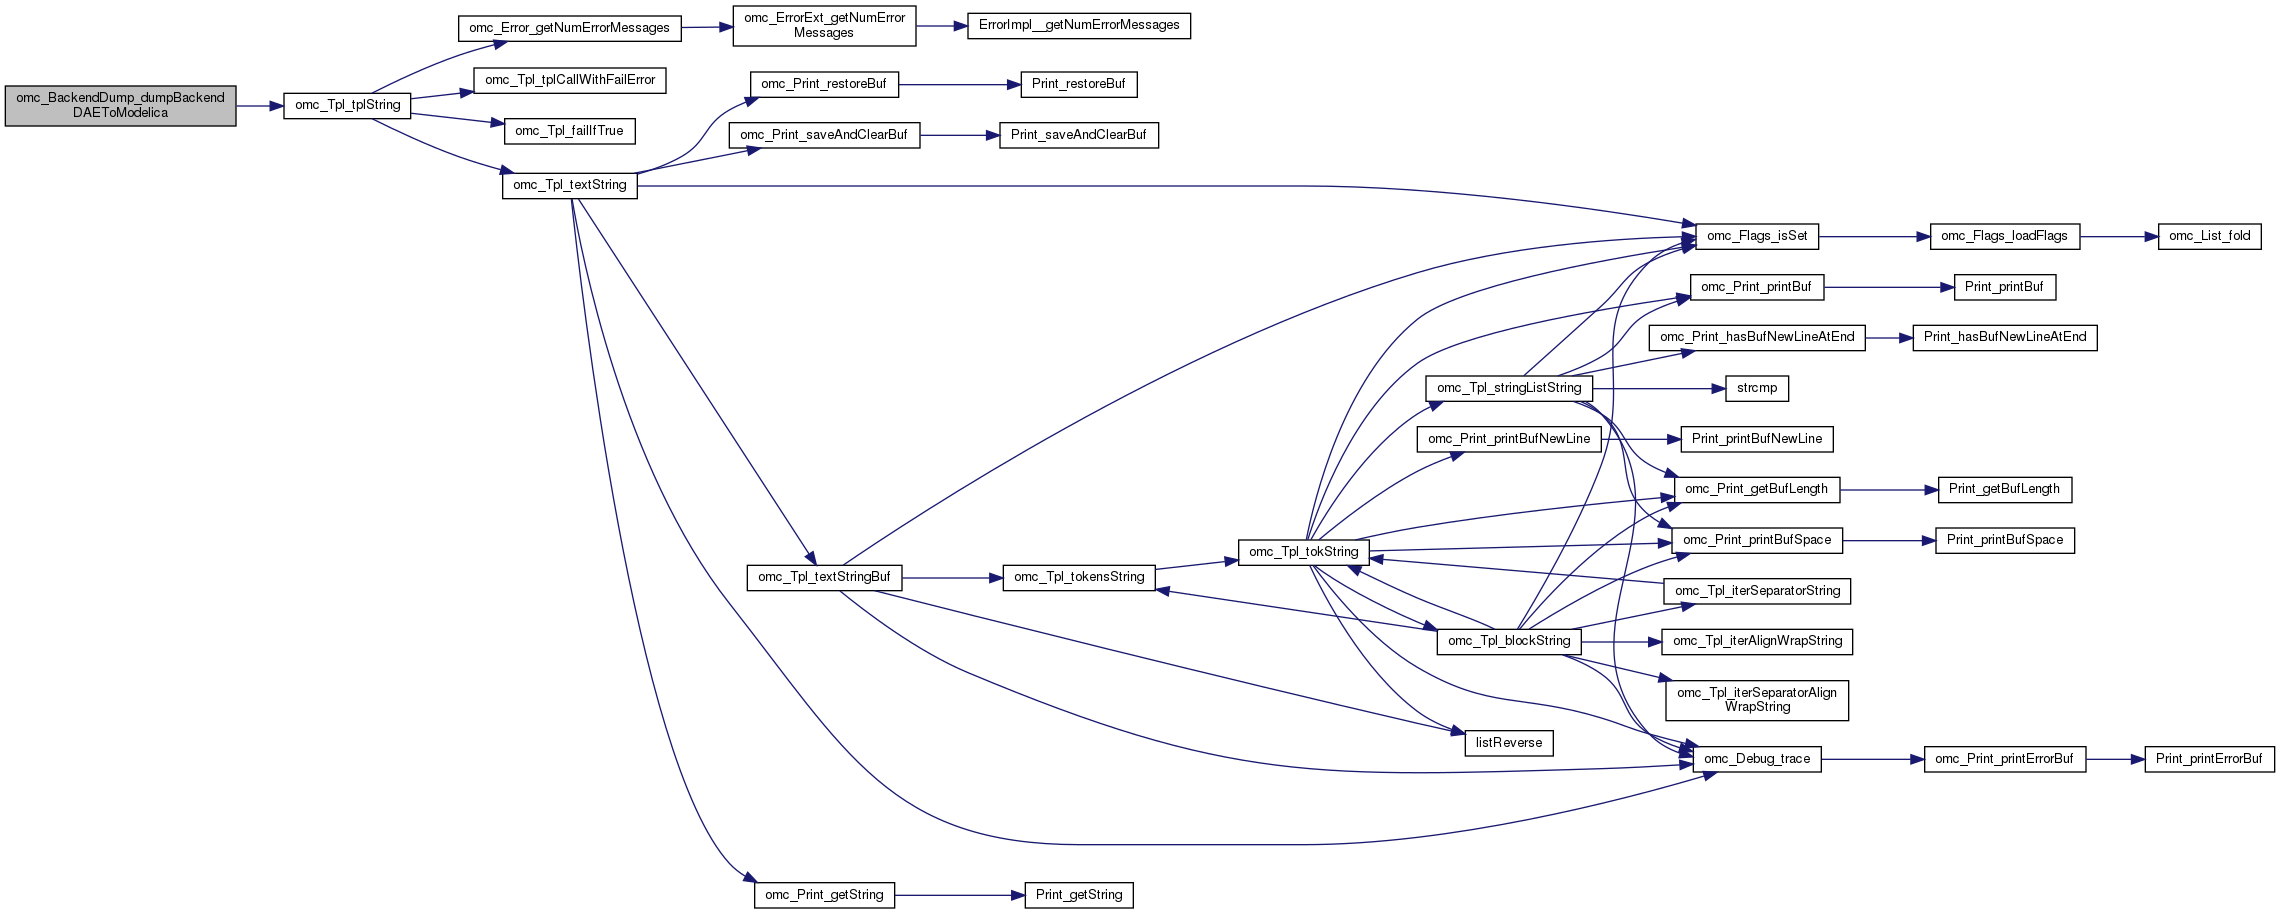 omc_BackendDump_dumpBackend
DAEToModelica
omc_Tpl_tplString
omc_Error_getNumErrorMessages
omc_ErrorExt_getNumError
Messages
ErrorImpl__getNumErrorMessages
omc_Tpl_tplCallWithFailError
omc_Tpl_failIfTrue
omc_Tpl_textString
omc_Print_restoreBuf
Print_restoreBuf
omc_Print_saveAndClearBuf
Print_saveAndClearBuf
omc_Flags_isSet
omc_Flags_loadFlags
omc_List_fold
omc_Print_printBuf
Print_printBuf
omc_Print_hasBufNewLineAtEnd
Print_hasBufNewLineAtEnd
omc_Tpl_stringListString
strcmp
omc_Print_printBufNewLine
Print_printBufNewLine
omc_Print_getBufLength
Print_getBufLength
omc_Print_printBufSpace
Print_printBufSpace
omc_Tpl_tokString
omc_Tpl_textStringBuf
omc_Tpl_tokensString
omc_Tpl_iterSeparatorString
omc_Tpl_blockString
omc_Tpl_iterAlignWrapString
omc_Tpl_iterSeparatorAlign
WrapString
listReverse
omc_Debug_trace
omc_Print_printErrorBuf
Print_printErrorBuf
omc_Print_getString
Print_getString